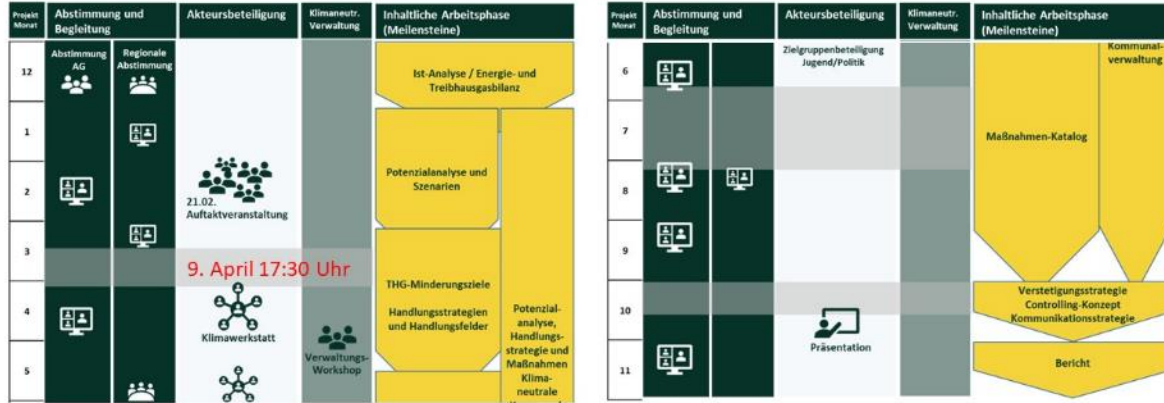 Projekt Monat
Abstimmung und Begleitung
Akteursbeteiligung
Klimaneutr. Verwaltung
Inhaltliche Arbeitsphase (Meilensteine)
Abstimmung AG
Regionale Abstimmung
12
Ist-Analyse / Energie- und
Treibhausgasbilanz
1
2
Potenzialanalyse und
Szenarien
21.02.
Auftaktveranstaltung
3
9. April 17:30 Uhr
4
THG-Minderungsziele
Handlungsstrategien
und Handlungsfelder
Klimawerkstatt
Verwaltungs-
Workshop
5
Potenzial-
analyse,
Handlungs-
strategie und
Maßnahmen
Klima-
neutrale
Projekt Monat
Abstimmung und Begleitung
Akteursbeteiligung
Klimaneutr. Verwaltung
Inhaltliche Arbeitsphase (Meilensteine)
6
Zielgruppenbeteiligung
Jugend/Politik
Kommunal-
verwaltung
7
Maßnahmen-Katalog
8
9
10
Verstetigungsstrategie
Controlling-Konzept
Kommunikationsstrategie
Präsentation
11
Bericht